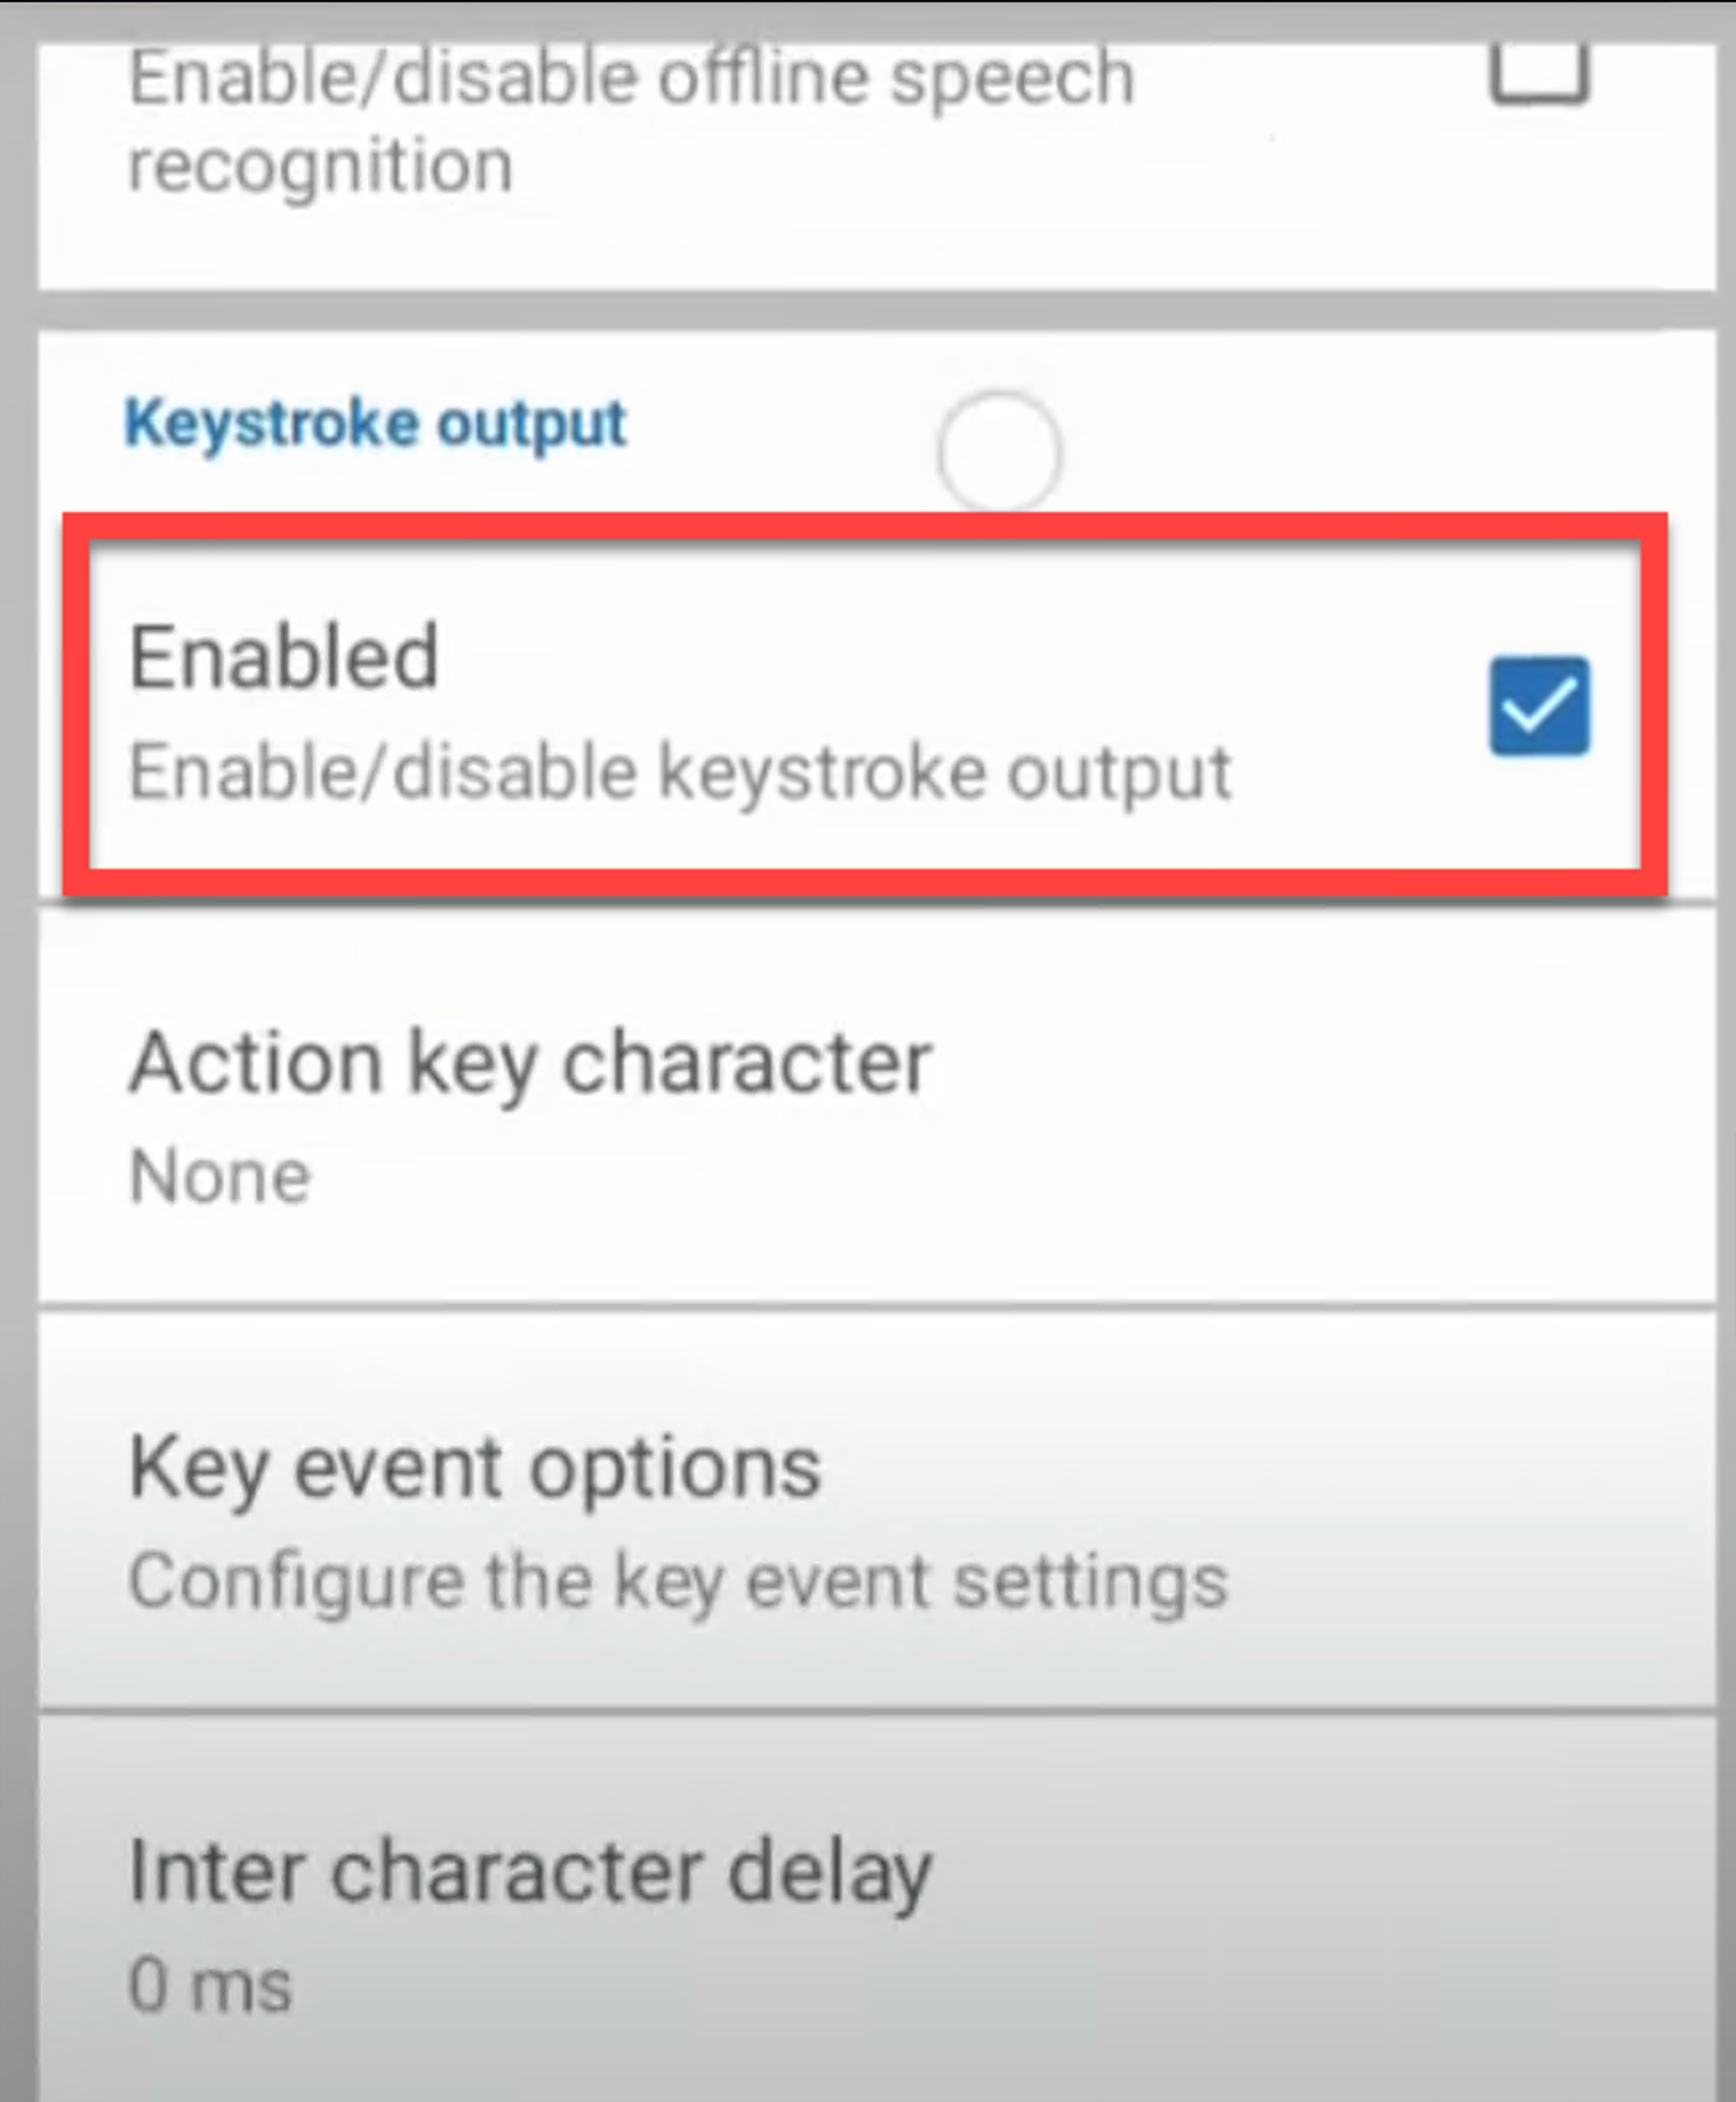 Enable/disable offline speech
recognition
Keystroke output
Enabled
Enable/disable keystroke output
Action key character
None
Key event options
Configure the key event settings
Inter character delay
0 ms